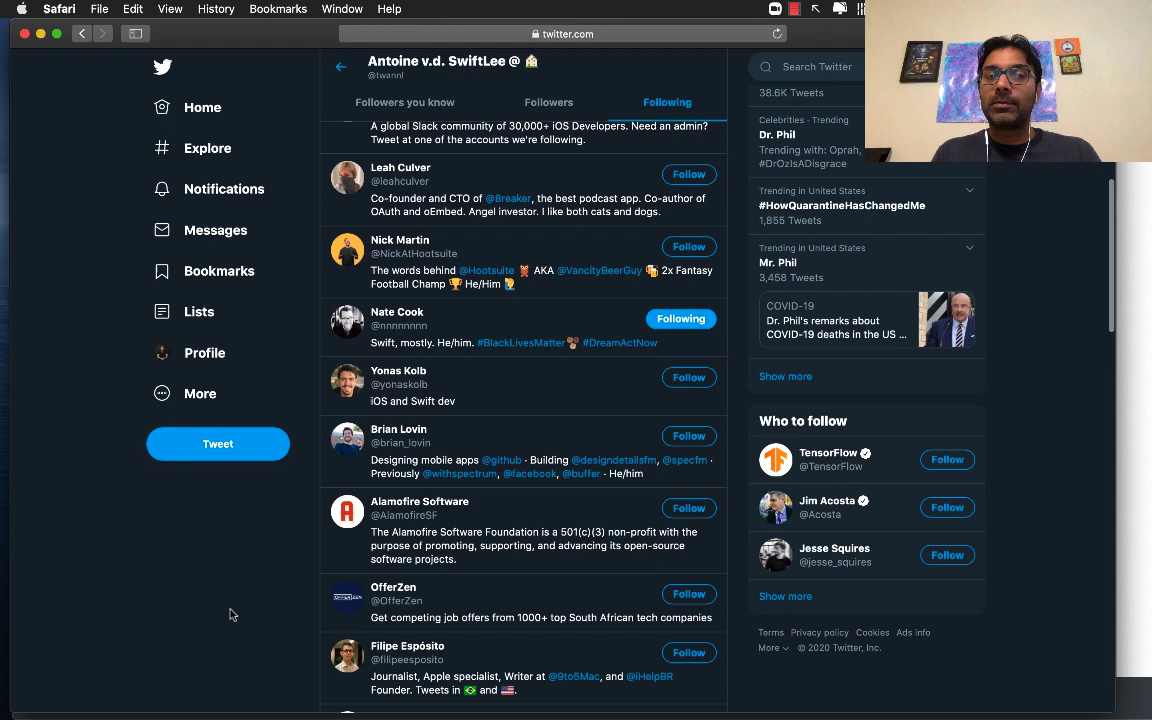 Safari File Edit View History Bookmarks Window Help
twitter.com
Home
Explore
Notifications
Messages
Bookmarks
Lists
Profile
More
Tweet
Antoine v.d. SwiftLee @ 🏠
@twannl
Followers you know Followers Following
A global Slack community of 30,000+ iOS Developers. Need an admin?
Tweet at one of the accounts we're following.
Leah Culver
@leahculver
Follow
Co-founder and CTO of @Breaker, the best podcast app. Co-author of
OAuth and oEmbed. Angel investor. I like both cats and dogs.
Nick Martin
@NickAtHootsuite
Follow
The words behind @Hootsuite 🦉 AKA @VancityBeerGuy 🍻 2x Fantasy
Football Champ 🏆 He/Him 🙋‍♂️
Nate Cook
@nnnnnnnn
Following
Swift, mostly. He/him. #BlackLivesMatter #DreamActNow
Yonas Kolb
@yonaskolb
Follow
iOS and Swift dev
Brian Lovin
@brian_lovin
Follow
Designing mobile apps @github · Building @designdetailsfm, @specfm ·
Previously @withspectrum, @facebook, @buffer · He/him
Alamofire Software
@AlamofireSF
Follow
The Alamofire Software Foundation is a 501(c)(3) non-profit with the
purpose of promoting, supporting, and advancing its open-source
software projects.
OFFERZEN
OfferZen
@OfferZen
Follow
Get competing job offers from 1000+ top South African tech companies
Filipe Espósito
@filipeesposito
Follow
Journalist, Apple specialist, Writer at @9to5Mac, and @iHelpBR
Founder. Tweets in 🇧🇷 and 🇺🇸.
Search Twitter
38.6K Tweets
Celebrities · Trending
Dr. Phil
Trending with: Oprah,
#DrOzIsADisgrace
Trending in United States
#HowQuarantineHasChangedMe
1,855 Tweets
Trending in United States
Mr. Phil
3,458 Tweets
COVID-19
Dr. Phil's remarks about
COVID-19 deaths in the US ...
Show more
Who to follow
TensorFlow
@TensorFlow
Follow
Jim Acosta
@Acosta
Follow
Jesse Squires
@jesse_squires
Follow
Show more
Terms Privacy policy Cookies Ads info
More © 2020 Twitter, Inc.